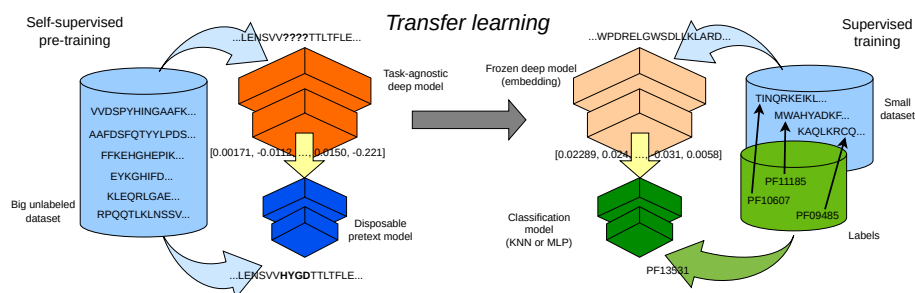 Transfer learning
Self-supervised
pre-training
...LENSVV????TTLTFLE...
VVDSPYHINGAAFK...
AAFDSFQTYYLPDS...
FFKEHGHEPIK...
EYKGHIFD...
KLEQRLGAE...
RPQQTLKLNSSV...
Big unlabeled
dataset
Task-agnostic
deep model
[0.00171, -0.0112, ..., 0.0150, -0.221]
Disposable
pretext model
...LENSVVHYGDTTLTFLE...
...WPDRELGWSDLLKLARD...
Supervised
training
Frozen deep model
(embedding)
[0.02289, 0.024, ..., -0.031, 0.0058]
Classification
model
(KNN or MLP)
TINQRKEIKL...
MWAHYADKF...
KAQLKRCQ...
Small
dataset
PF11185
PF10607
PF09485
Labels
PF13531